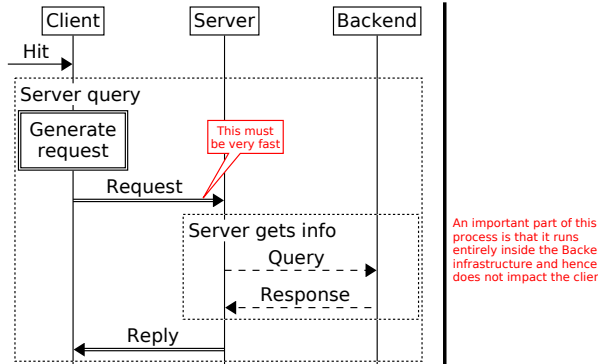 Client
Server
Backend
Hit
Server query
Generate
request
This must
be very fast
Request
Server gets info
Query
Response
Reply
An important part of this
process is that it runs
entirely inside the Backe
infrastructure and hence
does not impact the clien